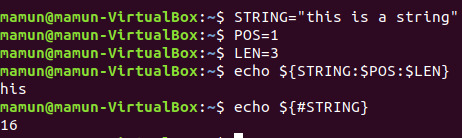 mamun@mamun-VirtualBox:~$ STRING="this is a string"
mamun@mamun-VirtualBox:~$ POS=1
mamun@mamun-VirtualBox:~$ LEN=3
mamun@mamun-VirtualBox:~$ echo ${STRING:$POS:$LEN}
his
mamun@mamun-VirtualBox:~$ echo ${#STRING}
16
mamun@mamun-VirtualBox:~$